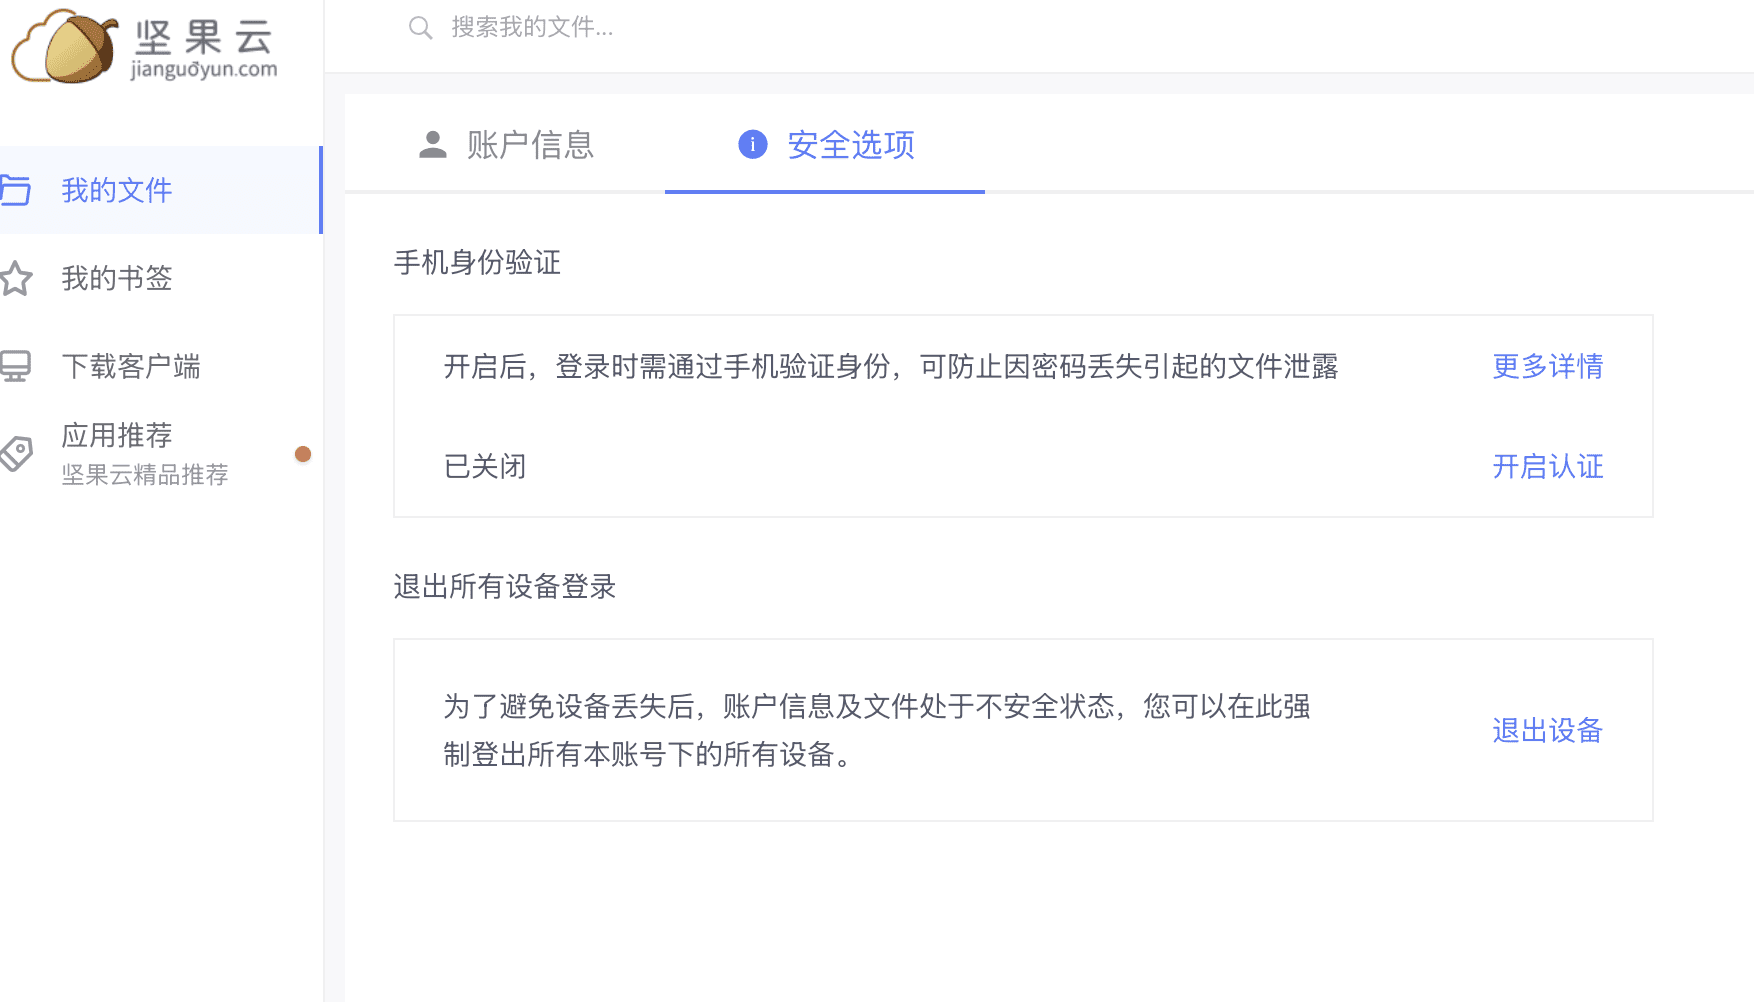 坚果云
jianguoyun.com
搜索我的文件...
我的文件
我的书签
下载客户端
应用推荐
坚果云精品推荐
账户信息
安全选项
手机身份验证
开启后，登录时需通过手机验证身份，可防止因密码丢失引起的文件泄露
更多详情
已关闭
开启认证
退出所有设备登录
为了避免设备丢失后，账户信息及文件处于不安全状态，您可以在此强
制登出所有本账号下的所有设备。
退出设备